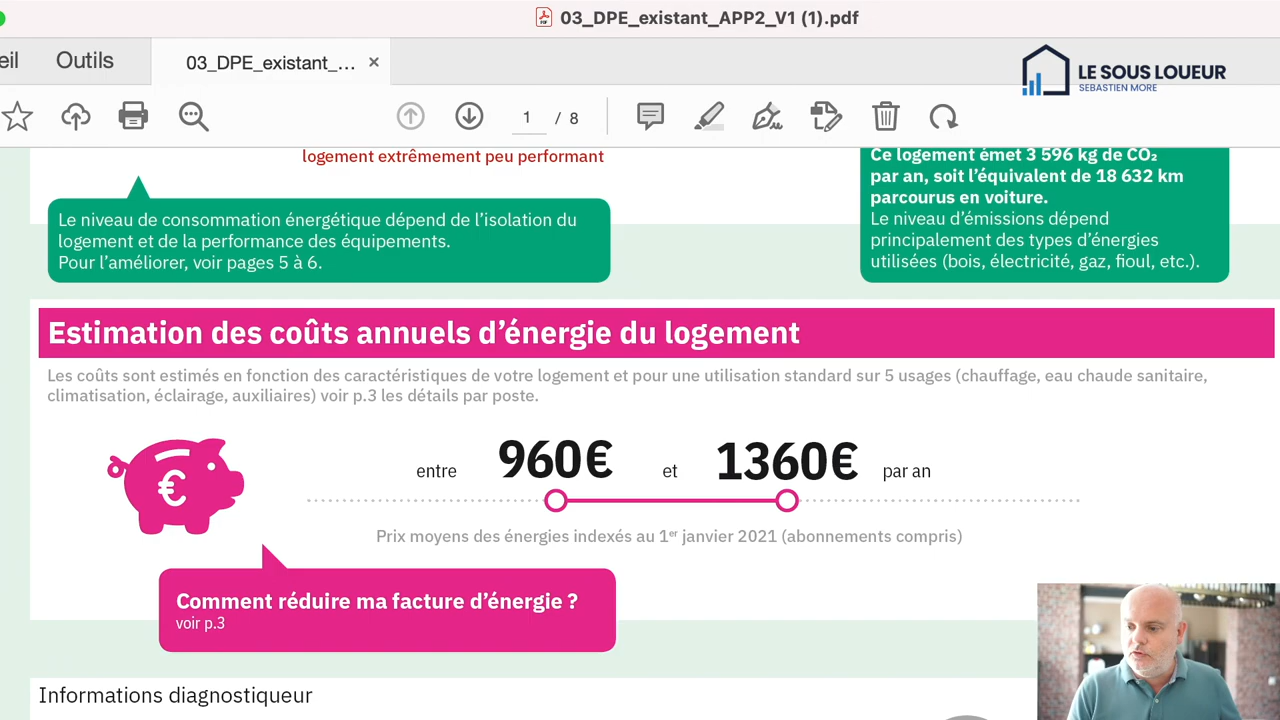 03_DPE_existant_APP2_V1 (1).pdf
eil
Outils
03_DPE_existant_... ×
LE SOUS LOUEUR
SEBASTIEN MORE
1 / 8
logement extrêmement peu performant
Ce logement émet 3 596 kg de CO₂
par an, soit l’équivalent de 18 632 km
parcourus en voiture.
Le niveau d’émissions dépend
principalement des types d’énergies
utilisées (bois, électricité, gaz, fioul, etc.).
Le niveau de consommation énergétique dépend de l’isolation du
logement et de la performance des équipements.
Pour l’améliorer, voir pages 5 à 6.
Estimation des coûts annuels d’énergie du logement
Les coûts sont estimés en fonction des caractéristiques de votre logement et pour une utilisation standard sur 5 usages (chauffage, eau chaude sanitaire,
climatisation, éclairage, auxiliaires) voir p.3 les détails par poste.
entre 960€ et 1360€ par an
€
Prix moyens des énergies indexés au 1er janvier 2021 (abonnements compris)
Comment réduire ma facture d’énergie ?
voir p.3
Informations diagnostiqueur